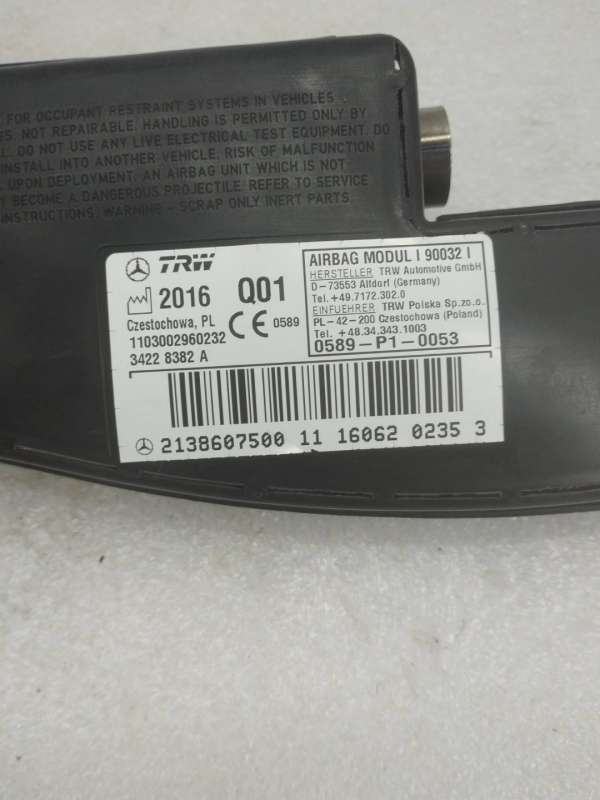 FOR OCCUPANT RESTRAINT SYSTEMS IN VEHICLES
NOT REPAIRABLE. HANDLING IS PERMITTED ONLY BY
DO NOT USE ANY LIVE ELECTRICAL TEST EQUIPMENT. DO
INSTALL INTO ANOTHER VEHICLE. RISK OF MALFUNCTION
UPON DEPLOYMENT, AN AIRBAG UNIT WHICH IS NOT
BECOME A DANGEROUS PROJECTILE. REFER TO SERVICE
INSTRUCTIONS; WARNING - SCRAP ONLY INERT PARTS.
TRW
2016 Q01
Czestochowa, PL CE 0589
1103002960232
34228382 A
AIRBAG MODUL I 90032 I
HERSTELLER TRW Automotive GmbH
D-73553 Alfdorf (Germany)
Tel.+49.7172.302.0
EINFUEHRER TRW Polska Sp.zo.o.
PL-42-200 Czestochowa (Poland)
Tel. +48.34.343.1003
0589-P1-0053
2138607500 11 160620 0235 3